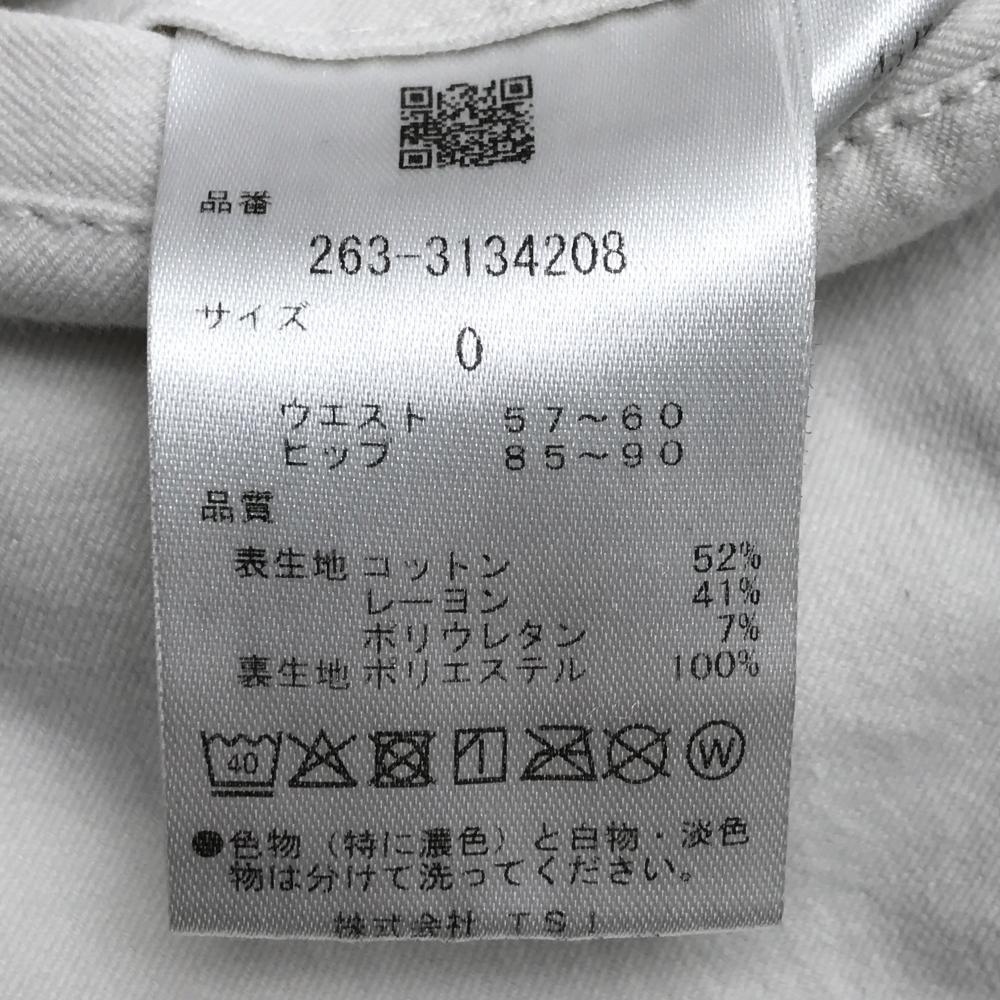 品番
263-3134208
サイズ
0
ウエスト 57～60
ヒップ 85～90
品質
表生地 コットン 52%
レーヨン 41%
ポリウレタン 7%
裏生地 ポリエステル 100%
40 1 W
●色物（特に濃色）と白物・淡色
物は分けて洗ってください。
株式会社 TSI